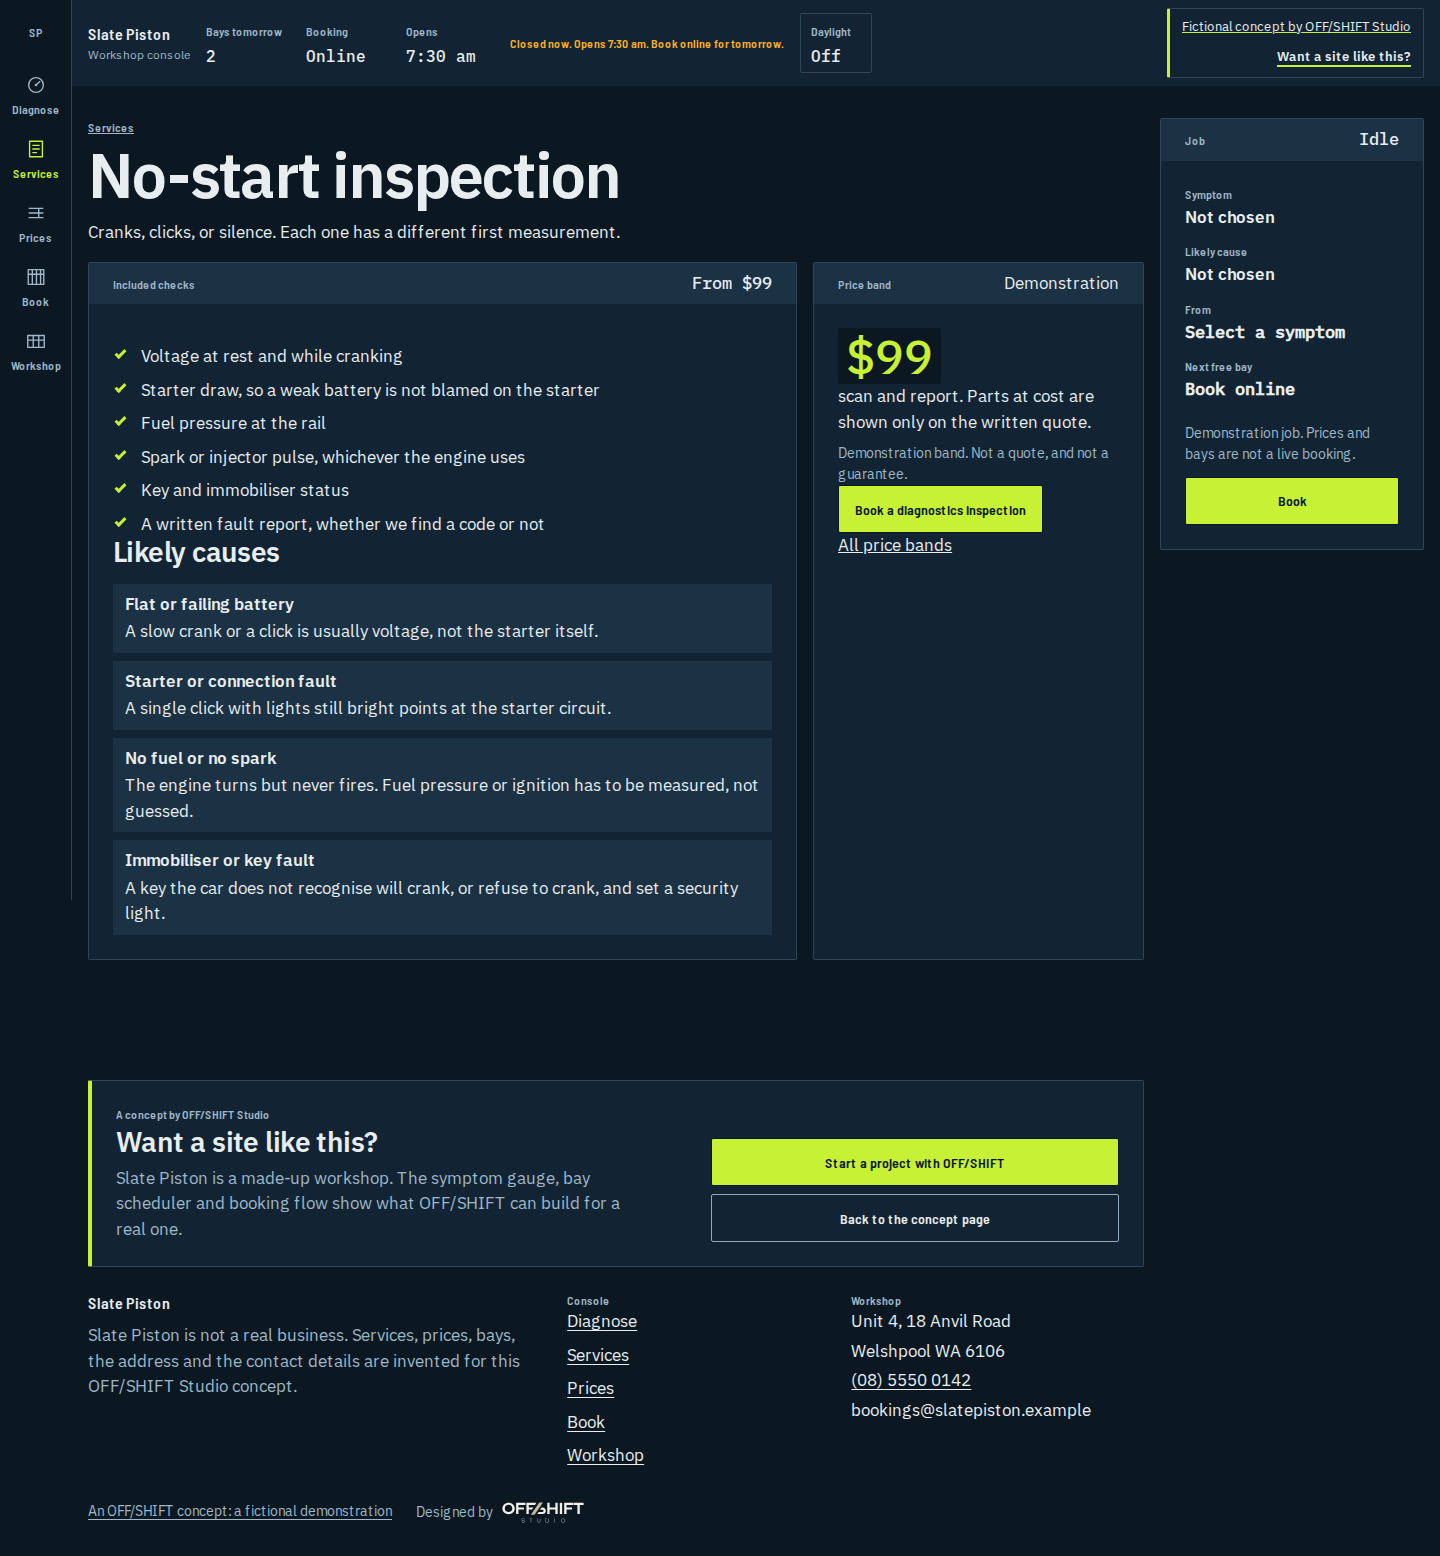 SP
Diagnose
Services
Prices
Book
Workshop
Slate Piston
Workshop console
Bays tomorrow
2
Booking
Online
Opens
7:30 am
Closed now. Opens 7:30 am. Book online for tomorrow.
Daylight
Off
Fictional concept by OFF/SHIFT Studio
Want a site like this?
Services
No-start inspection
Cranks, clicks, or silence. Each one has a different first measurement.
Included checks
From $99
Voltage at rest and while cranking
Starter draw, so a weak battery is not blamed on the starter
Fuel pressure at the rail
Spark or injector pulse, whichever the engine uses
Key and immobiliser status
A written fault report, whether we find a code or not
Likely causes
Flat or failing battery
A slow crank or a click is usually voltage, not the starter itself.
Starter or connection fault
A single click with lights still bright points at the starter circuit.
No fuel or no spark
The engine turns but never fires. Fuel pressure or ignition has to be measured, not
guessed.
Immobiliser or key fault
A key the car does not recognise will crank, or refuse to crank, and set a security
light.
Price band
Demonstration
$99
scan and report. Parts at cost are
shown only on the written quote.
Demonstration band. Not a quote, and not a
guarantee.
Book a diagnostics inspection
All price bands
Job
Idle
Symptom
Not chosen
Likely cause
Not chosen
From
Select a symptom
Next free bay
Book online
Demonstration job. Prices and
bays are not a live booking.
Book
A concept by OFF/SHIFT Studio
Want a site like this?
Slate Piston is a made-up workshop. The symptom gauge, bay
scheduler and booking flow show what OFF/SHIFT can build for a
real one.
Start a project with OFF/SHIFT
Back to the concept page
Slate Piston
Slate Piston is not a real business. Services, prices, bays,
the address and the contact details are invented for this
OFF/SHIFT Studio concept.
Console
Diagnose
Services
Prices
Book
Workshop
Workshop
Unit 4, 18 Anvil Road
Welshpool WA 6106
(08) 5550 0142
bookings@slatepiston.example
An OFF/SHIFT concept: a fictional demonstration
Designed by
OFF/SHIFT
STUDIO